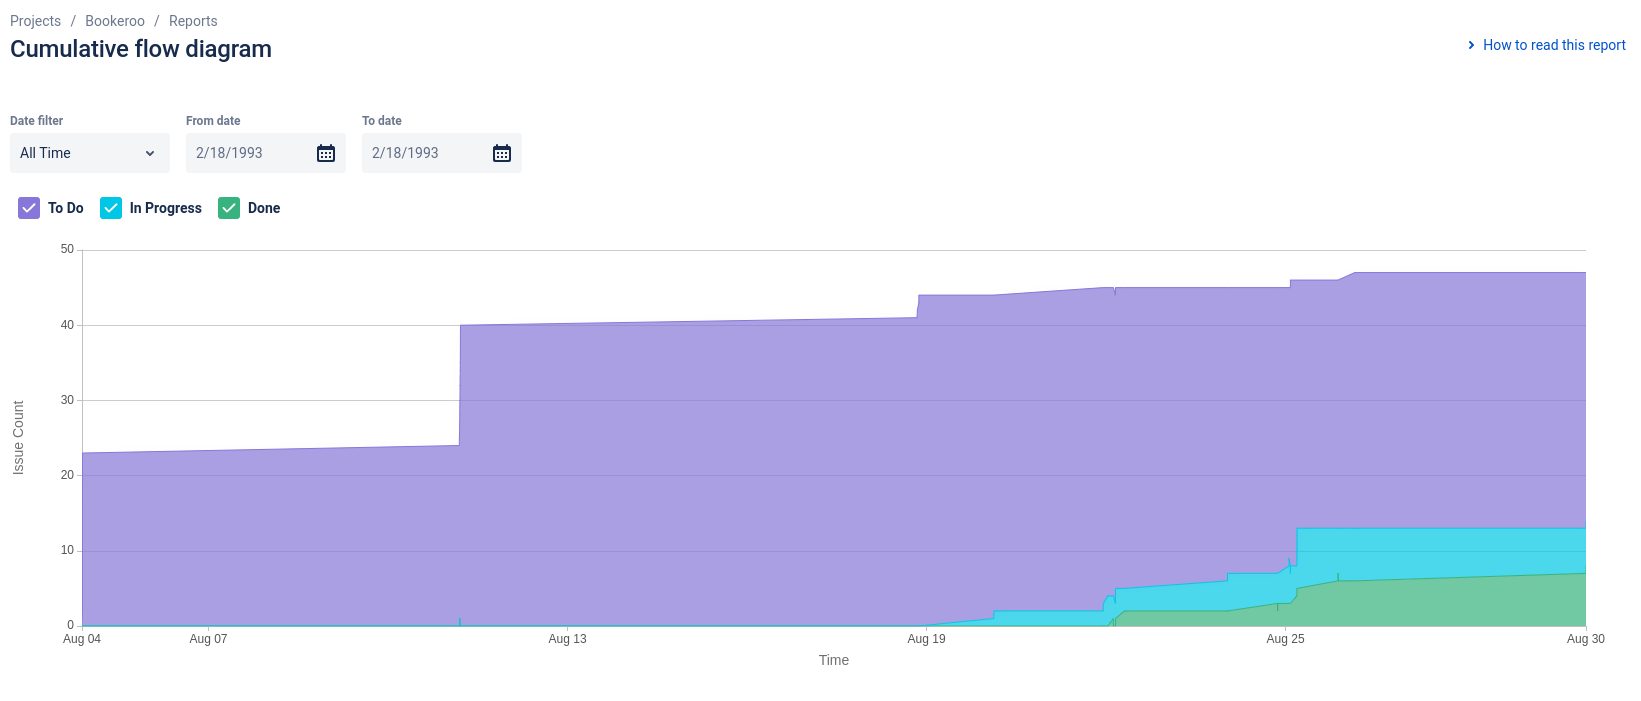 Projects / Bookeroo / Reports
Cumulative flow diagram
How to read this report
Date filter
From date
To date
All Time
2/18/1993
2/18/1993
To Do
In Progress
Done
50
40
30
20
10
0
Issue Count
Aug 04
Aug 07
Aug 13
Aug 19
Aug 25
Aug 30
Time